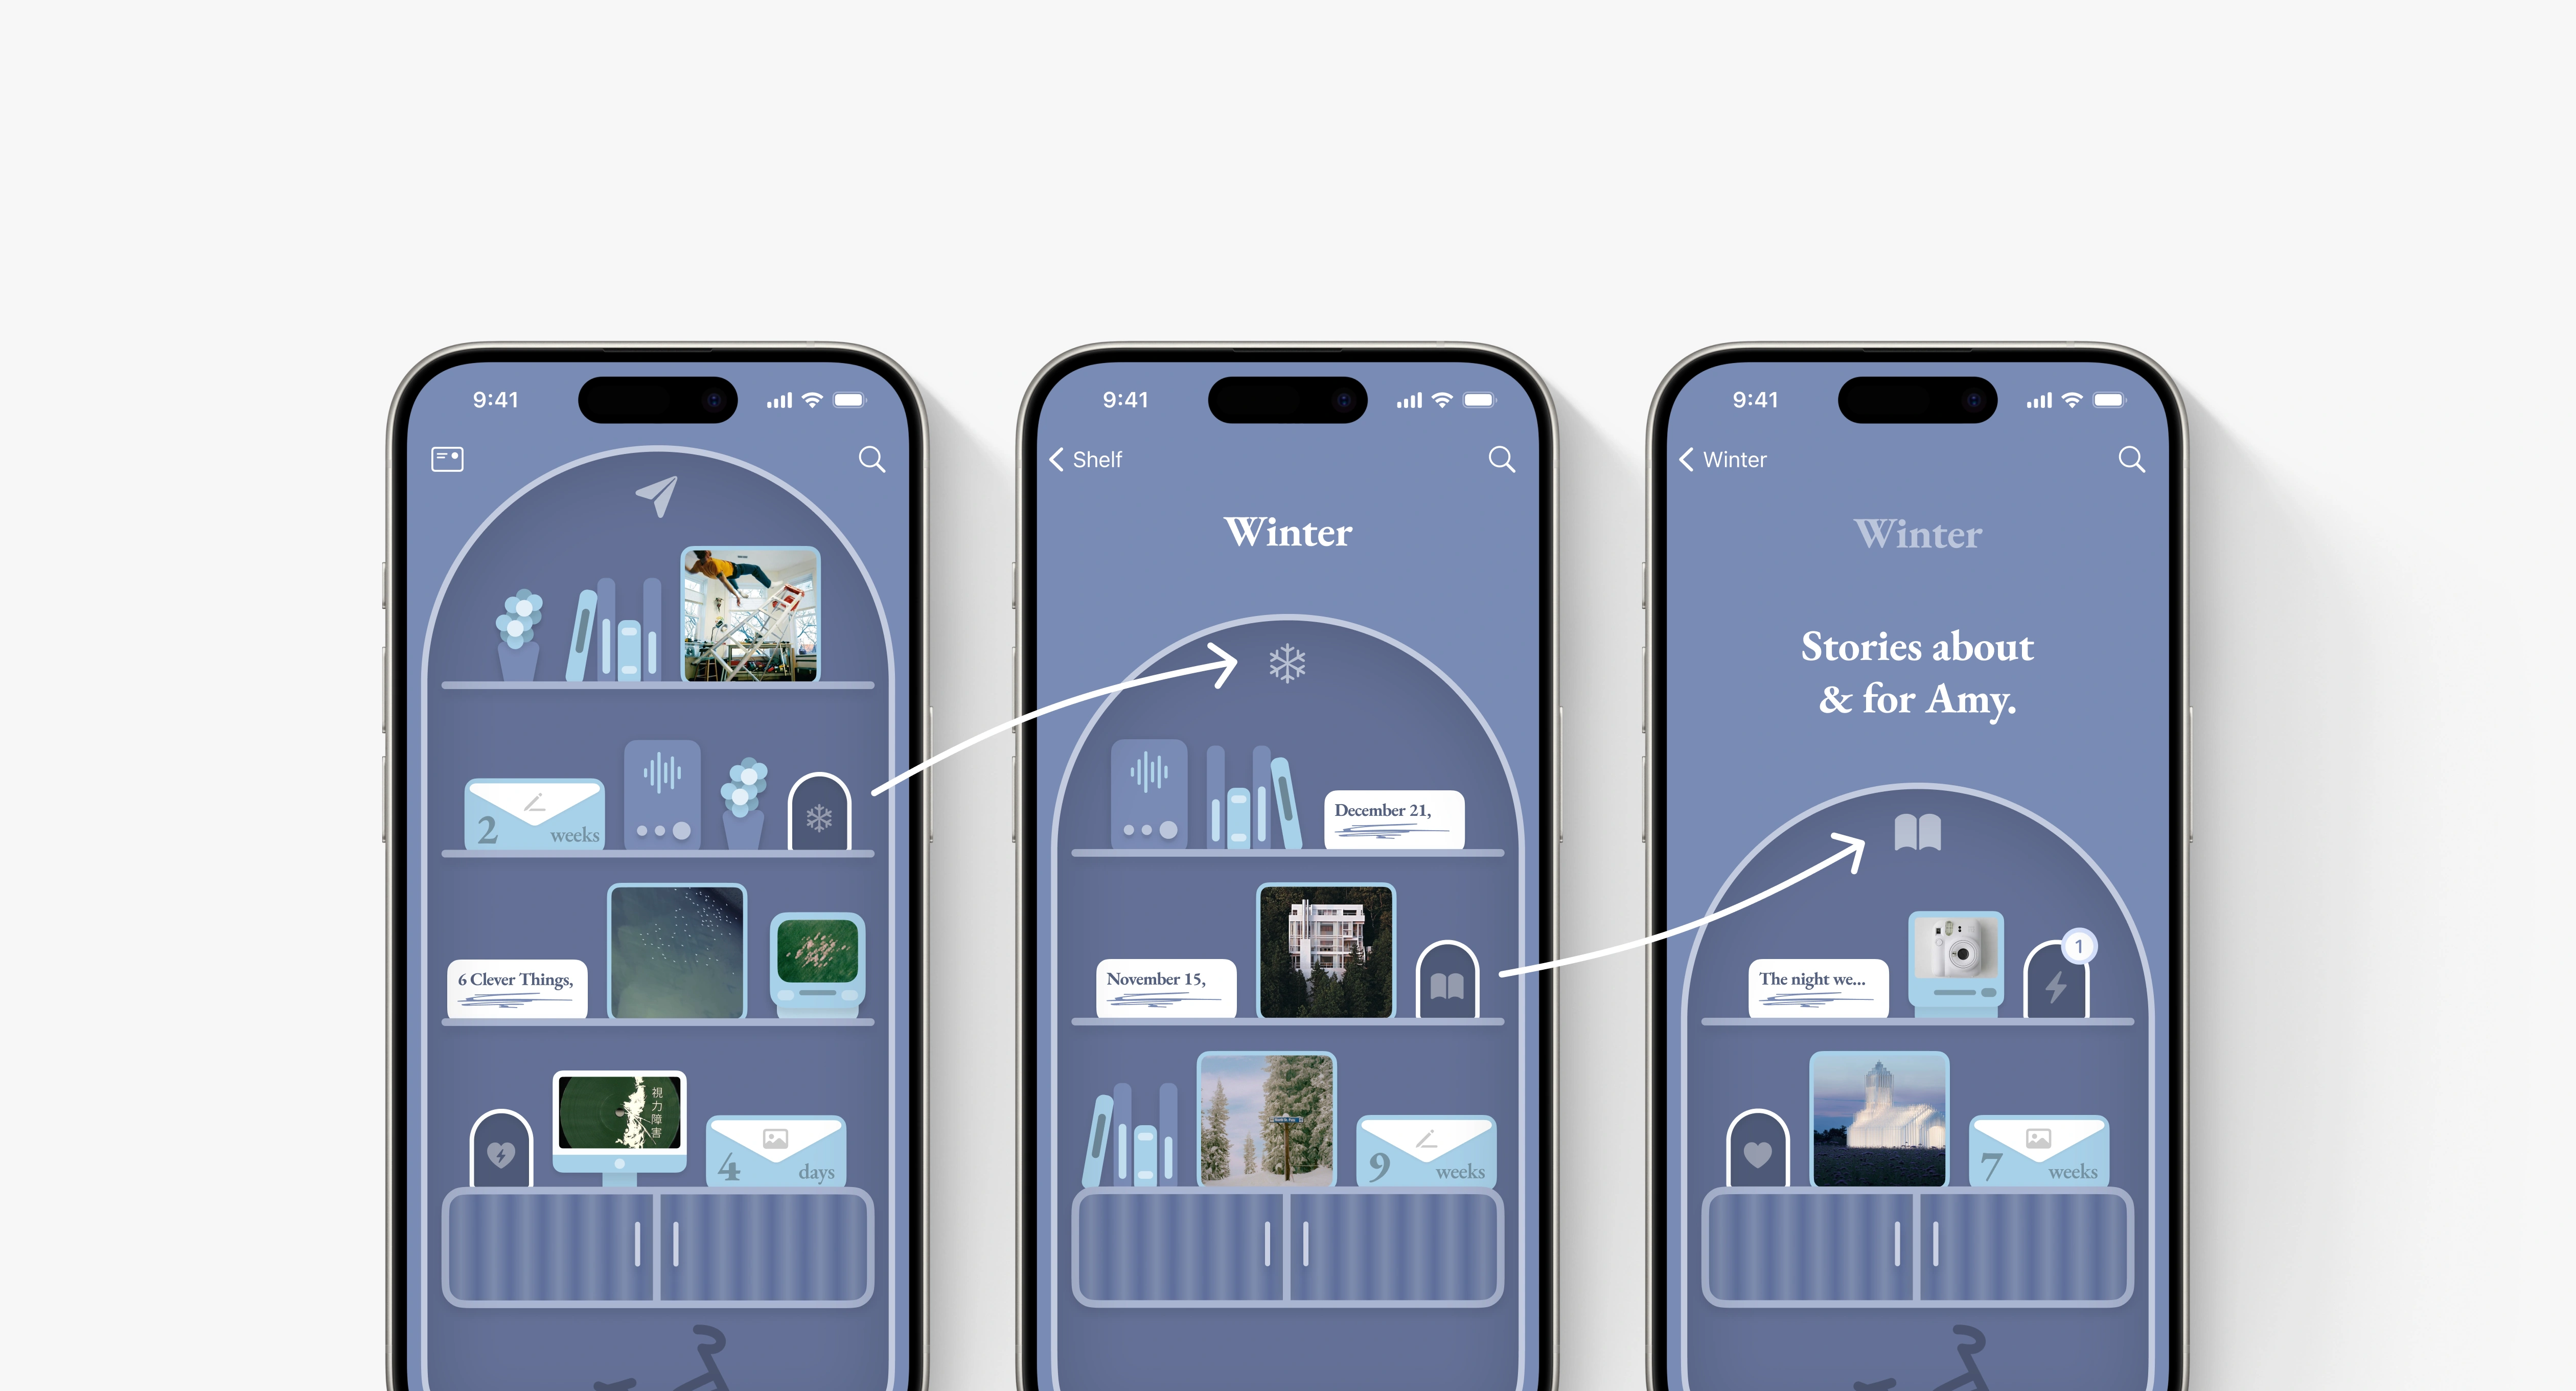 9:41
2
weeks
6 Clever Things,
視
力
障
害
4
days
9:41
Shelf
Winter
December 21,
November 15,
9
weeks
9:41
Winter
Winter
Stories about
& for Amy.
1
The night we...
7
weeks